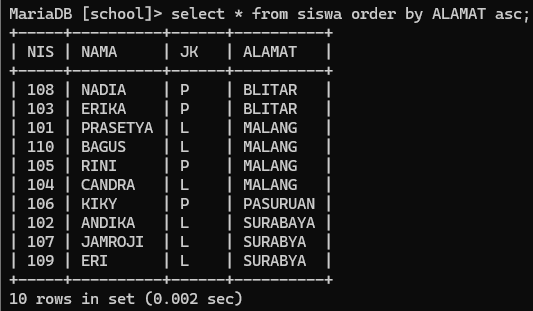 MariaDB [school]> select * from siswa order by ALAMAT asc;
+-----+----------+------+----------+
| NIS | NAMA     | JK   | ALAMAT   |
+-----+----------+------+----------+
| 108 | NADIA    | P    | BLITAR   |
| 103 | ERIKA    | P    | BLITAR   |
| 101 | PRASETYA | L    | MALANG   |
| 110 | BAGUS    | L    | MALANG   |
| 105 | RINI     | P    | MALANG   |
| 104 | CANDRA   | L    | MALANG   |
| 106 | KIKY     | P    | PASURUAN |
| 102 | ANDIKA   | L    | SURABAYA |
| 107 | JAMROJI  | L    | SURABYA  |
| 109 | ERI      | L    | SURABYA  |
+-----+----------+------+----------+
10 rows in set (0.002 sec)